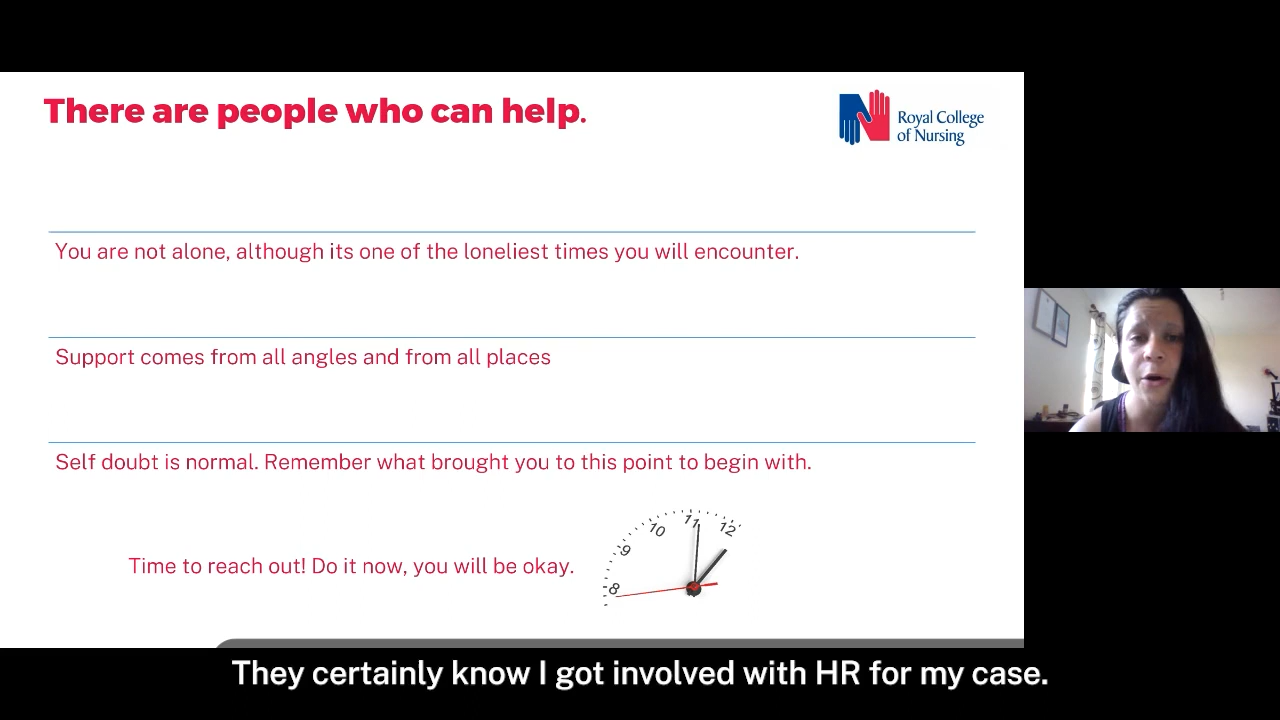 There are people who can help.
Royal College
of Nursing
You are not alone, although its one of the loneliest times you will encounter.
Support comes from all angles and from all places
Self doubt is normal. Remember what brought you to this point to begin with.
Time to reach out! Do it now, you will be okay.
8
9
10
11
12
They certainly know I got involved with HR for my case.